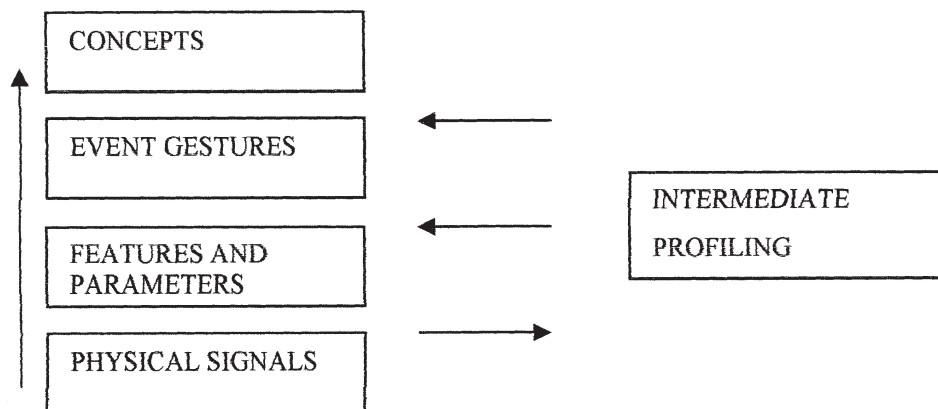 CONCEPTS
EVENT GESTURES
FEATURES AND
PARAMETERS
PHYSICAL SIGNALS
INTERMEDIATE
PROFILING